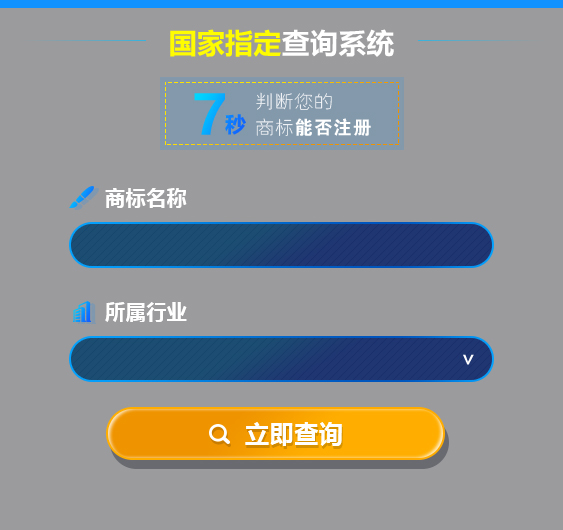 国家指定查询系统
7秒
判断您的
商标能否注册
商标名称
所属行业
立即查询